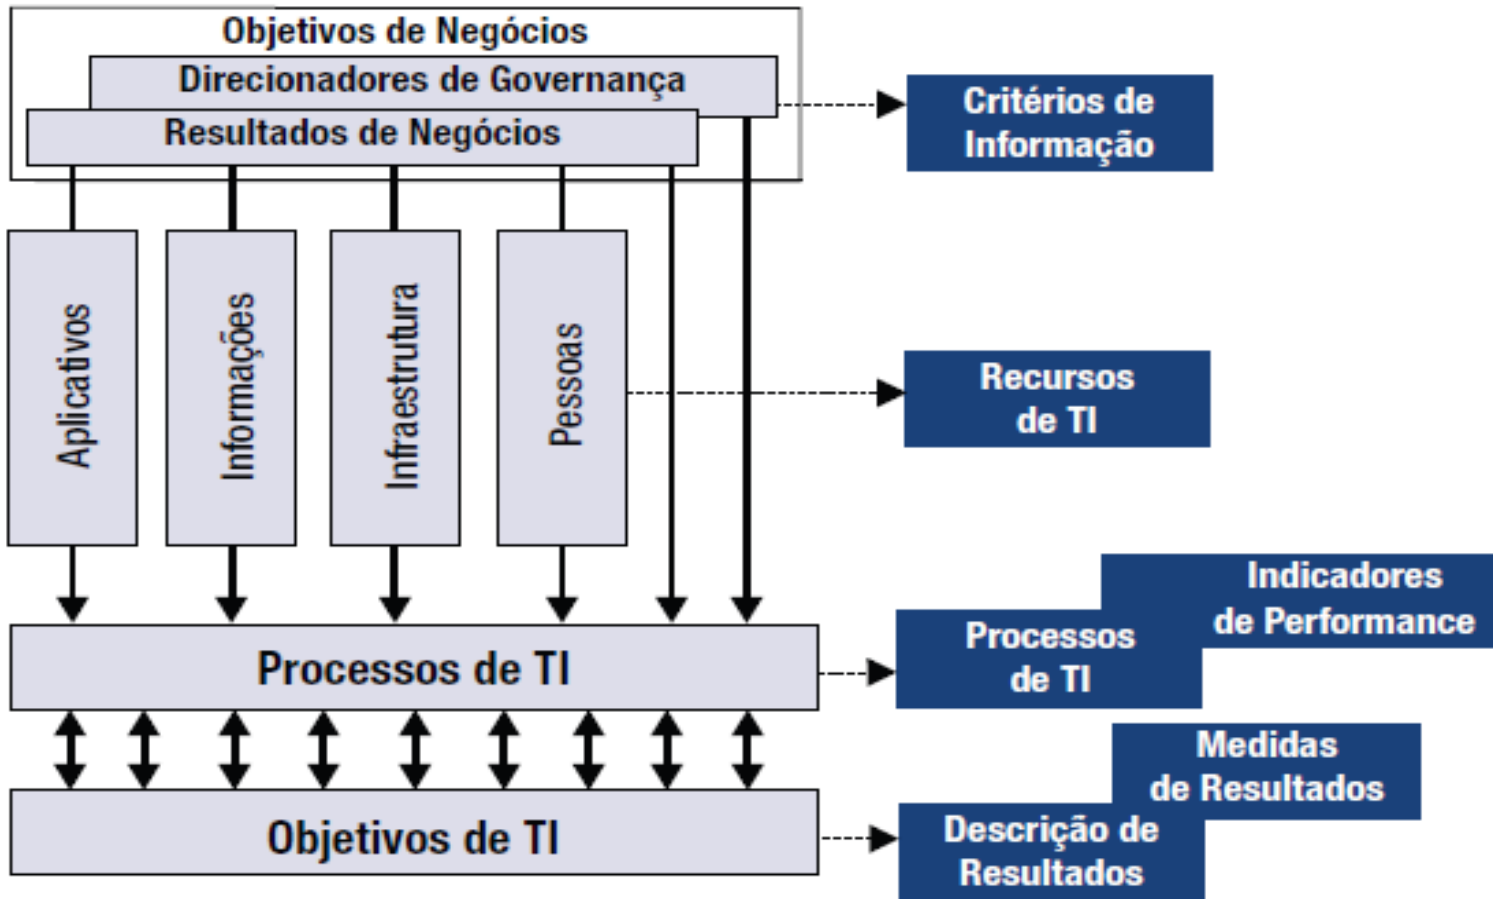 Objetivos de Negócios
Direcionadores de Governança
Resultados de Negócios
Critérios de
Informação
Aplicativos
Informações
Infraestrutura
Pessoas
Recursos
de TI
Indicadores
de Performance
Processos de TI
Processos
de TI
Medidas
de Resultados
Objetivos de TI
Descrição de
Resultados